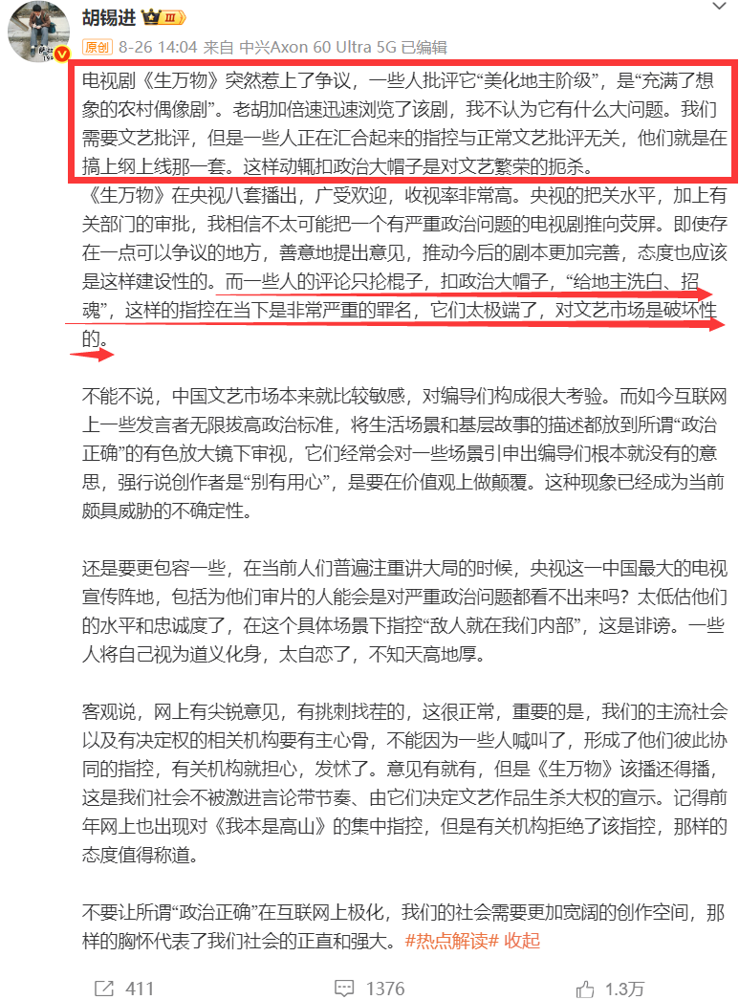 胡锡进
III
原创 8-26 14:04 来自 中兴Axon 60 Ultra 5G 已编辑
电视剧《生万物》突然惹上了争议，一些人批评它“美化地主阶级”，是“充满了想
象的农村偶像剧”。老胡加倍速迅速浏览了该剧，我不认为它有什么大问题。我们
需要文艺批评，但是一些人正在汇合起来的指控与正常文艺批评无关，他们就是在
搞上纲上线那一套。这样动辄扣政治大帽子是对文艺繁荣的扼杀。
《生万物》在央视八套播出，广受欢迎，收视率非常高。央视的把关水平，加上有
关部门的审批，我相信不太可能把一个有严重政治问题的电视剧推向荧屏。即使存
在一点可以争议的地方，善意地提出意见，推动今后的剧本更加完善，态度也应该
是这样建设性的。而一些人的评论只抡棍子，扣政治大帽子，“给地主洗白、招
魂”，这样的指控在当下是非常严重的罪名，它们太极端了，对文艺市场是破坏性
的。
不能不说，中国文艺市场本来就比较敏感，对编导们构成很大考验。而如今互联网
上一些发言者无限拔高政治标准，将生活场景和基层故事的描述都放到所谓“政治
正确”的有色放大镜下审视，它们经常会对一些场景引申出编导们根本就没有的意
思，强行说创作者是“别有用心”，是要在价值观上做颠覆。这种现象已经成为当前
颇具威胁的不确定性。
还是要更包容一些，在当前人们普遍注重讲大局的时候，央视这一中国最大的电视
宣传阵地，包括为他们审片的人能会是对严重政治问题都看不出来吗？太低估他们
的水平和忠诚度了，在这个具体场景下指控“敌人就在我们内部”，这是诽谤。一些
人将自己视为道义化身，太自恋了，不知天高地厚。
客观说，网上有尖锐意见，有挑刺找茬的，这很正常，重要的是，我们的主流社会
以及有决定权的相关机构要有主心骨，不能因为一些人喊叫了，形成了他们彼此协
同的指控，有关机构就担心，发怵了。意见有就有，但是《生万物》该播还得播，
这是我们社会不被激进言论带节奏、由它们决定文艺作品生杀大权的宣示。记得前
年网上也出现对《我本是高山》的集中指控，但是有关机构拒绝了该指控，那样的
态度值得称道。
不要让所谓“政治正确”在互联网上极化，我们的社会需要更加宽阔的创作空间，那
样的胸怀代表了我们社会的正直和强大。#热点解读# 收起
411 1376 1.3万